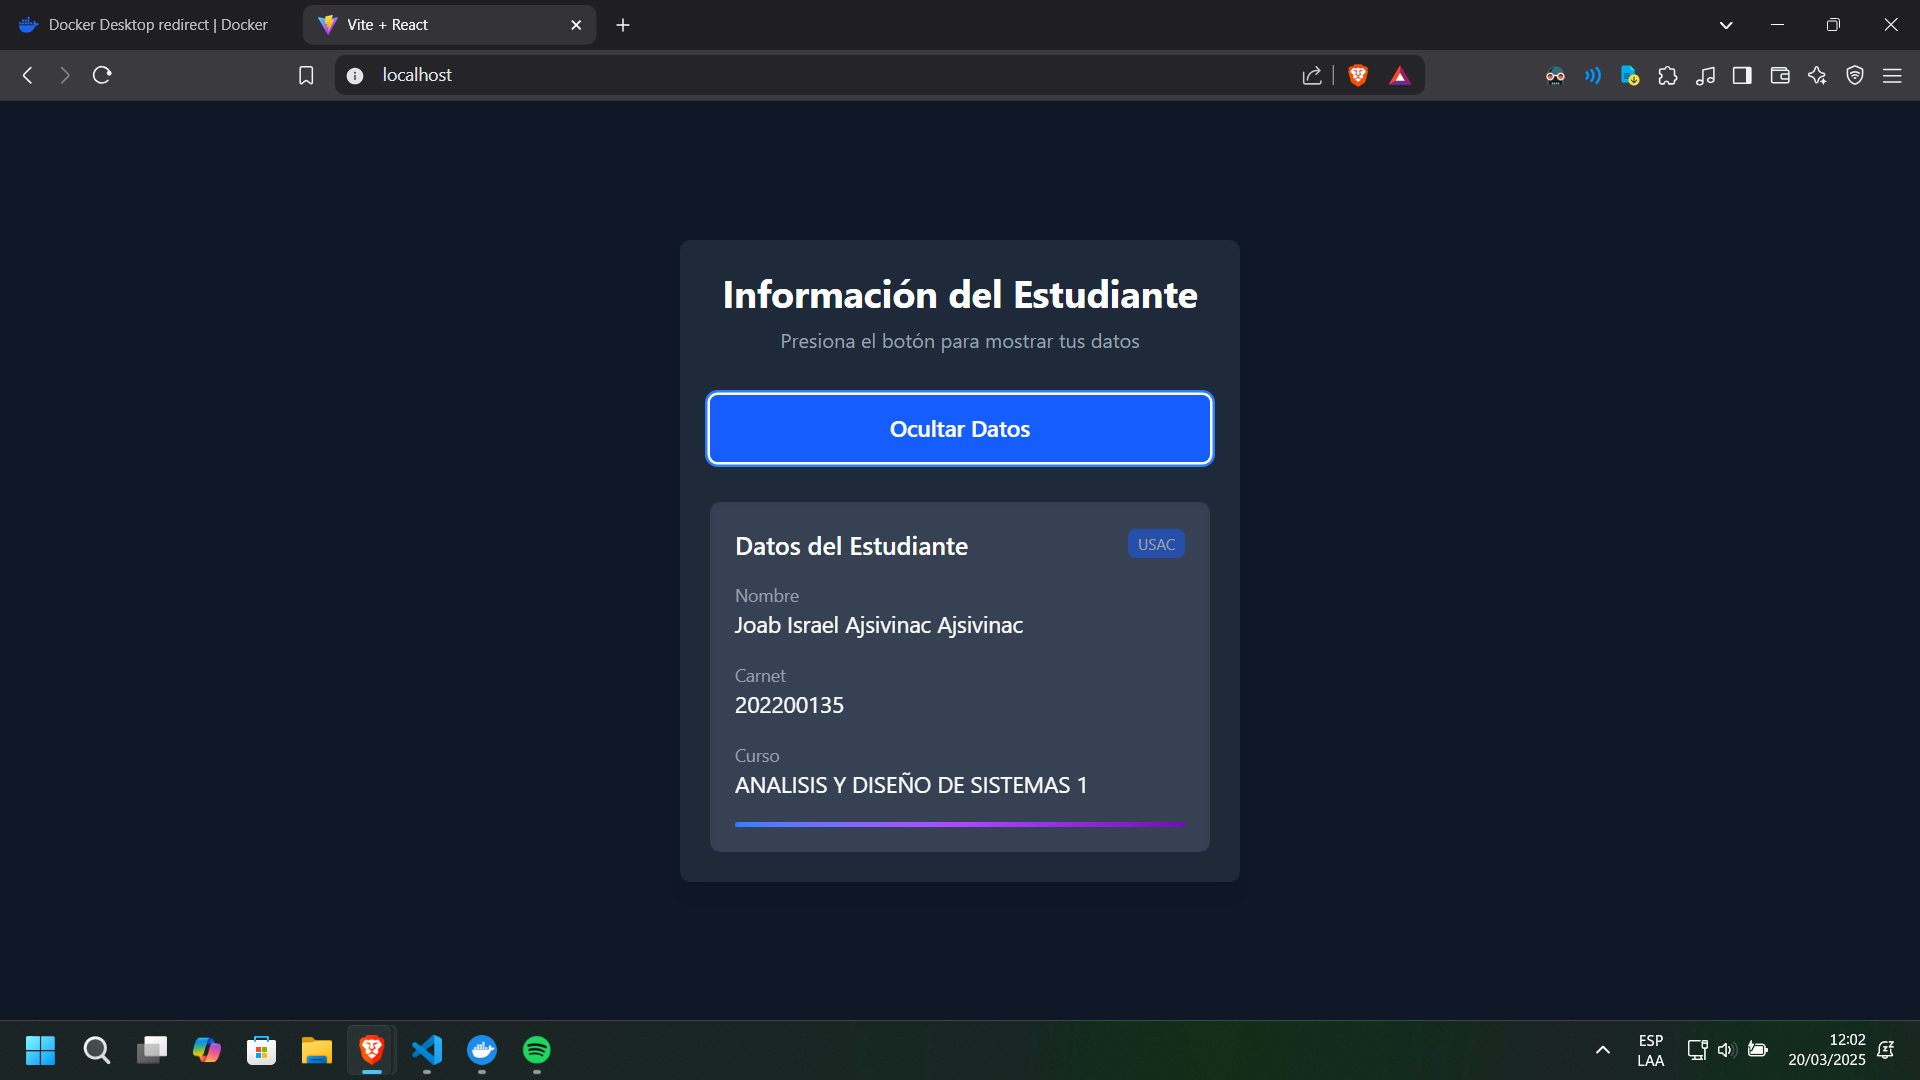 Docker Desktop redirect | Docker
Vite + React
localhost
Información del Estudiante
Presiona el botón para mostrar tus datos
Ocultar Datos
Datos del Estudiante
USAC
Nombre
Joab Israel Ajsivinac Ajsivinac
Carnet
202200135
Curso
ANALISIS Y DISEÑO DE SISTEMAS 1
ESP
LAA
12:02
20/03/2025